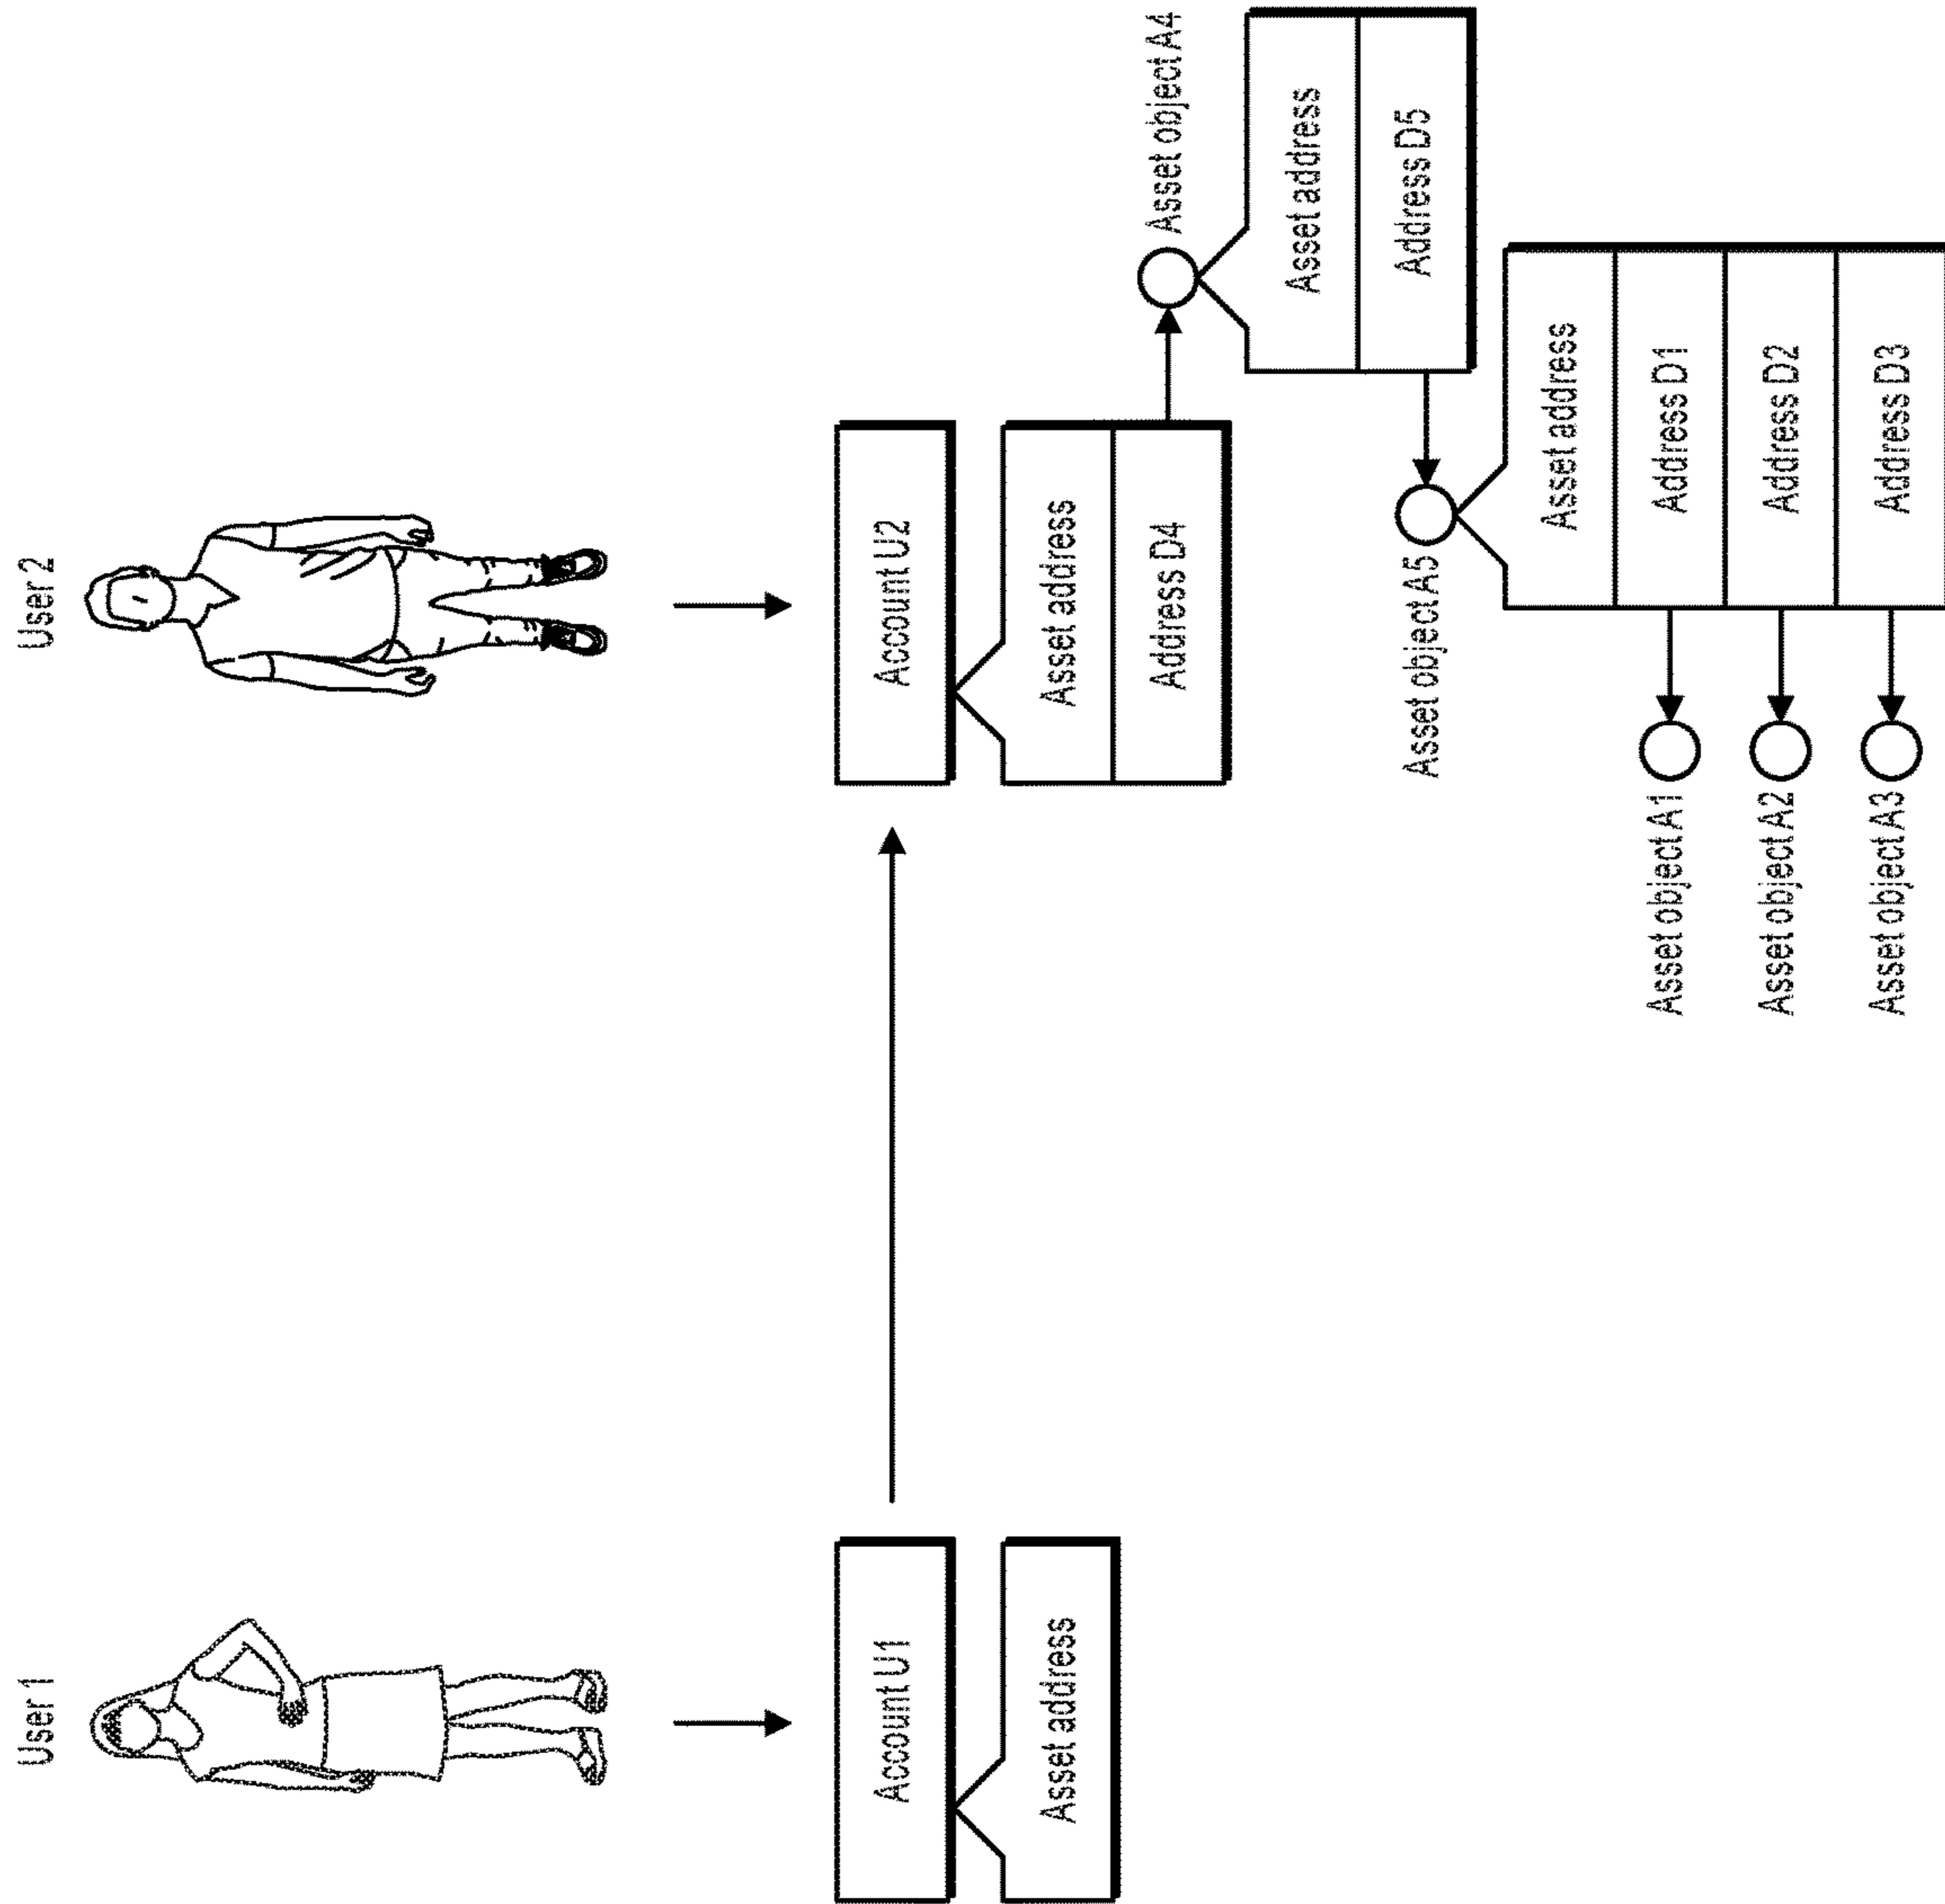 User 1
User 2
Account U1
Asset address
Account U2
Asset address
Address D4
Asset object A4
Asset address
Address D5
Asset object A5
Asset address
Address D1
Address D2
Address D3
Asset object A1
Asset object A2
Asset object A3